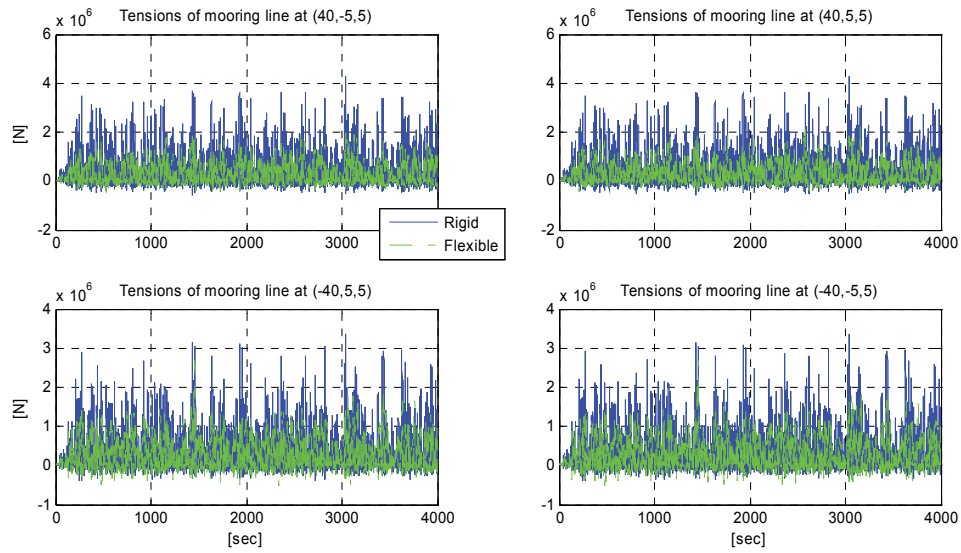 x 10^6
Tensions of mooring line at (40,-5,5)
6
4
2
0
-2
[N]
0
1000
2000
3000
x 10^6
Tensions of mooring line at (40,5,5)
6
4
2
0
-2
0
1000
2000
3000
4000
Rigid
Flexible
x 10^6
Tensions of mooring line at (-40,5,5)
4
3
2
1
0
-1
[N]
0
1000
2000
3000
4000
[sec]
x 10^6
Tensions of mooring line at (-40,-5,5)
4
3
2
1
0
-1
0
1000
2000
3000
4000
[sec]